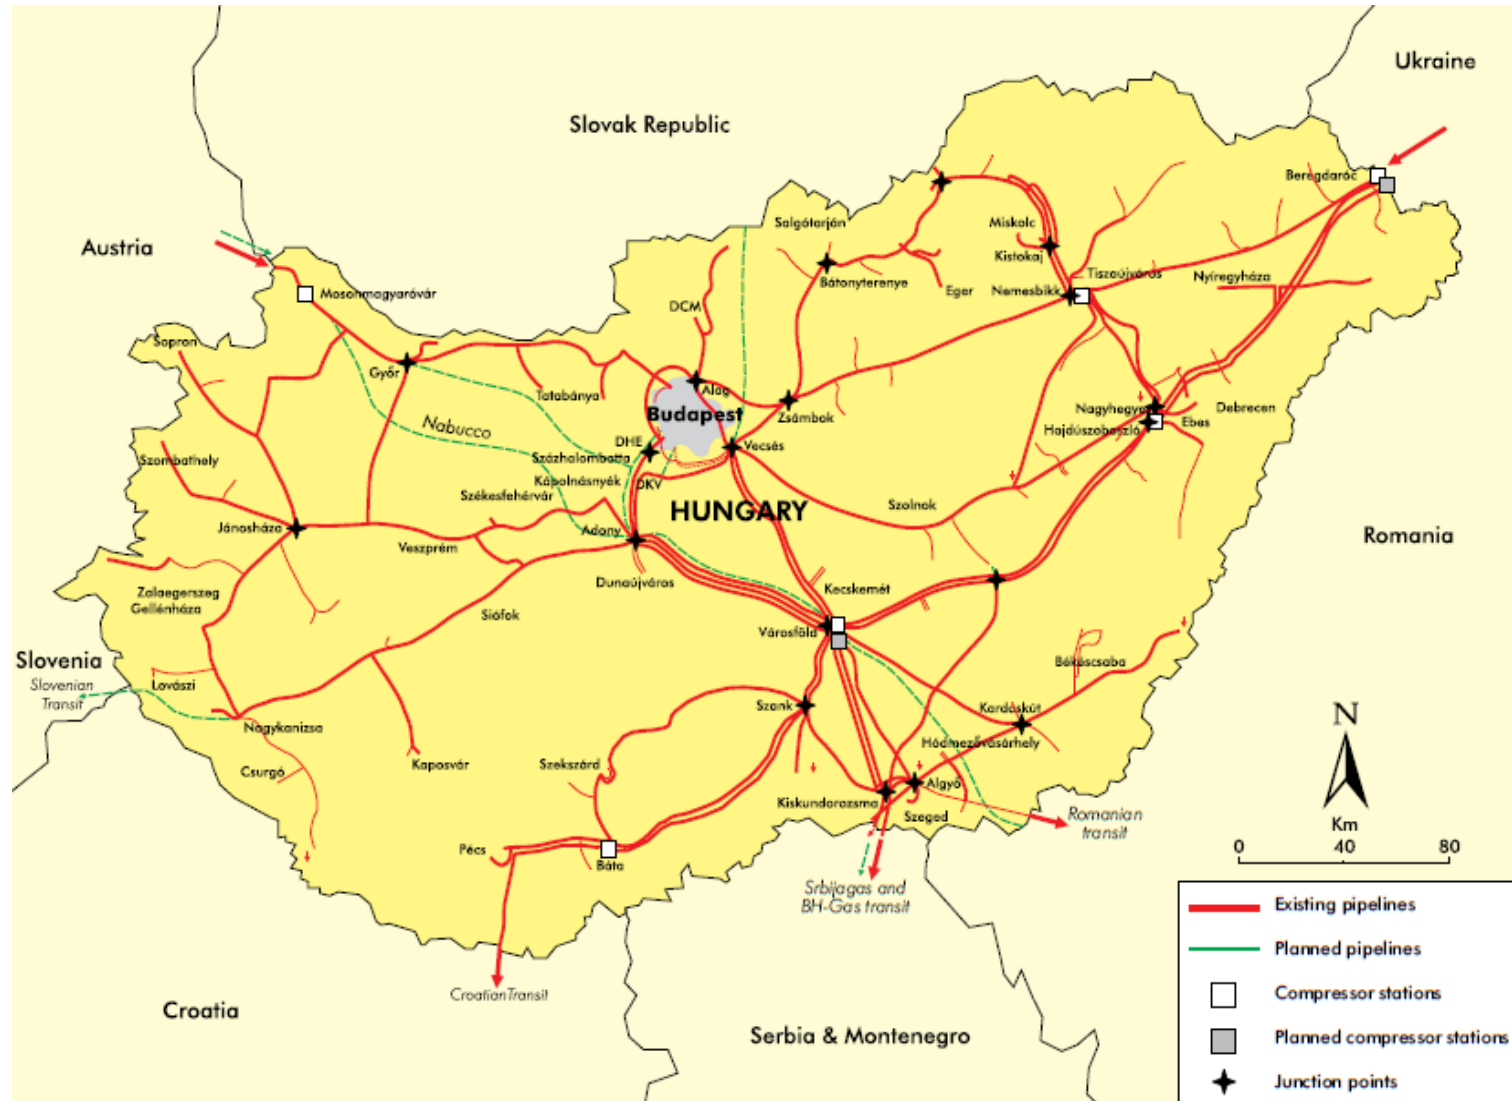 Ukraine
Slovak Republic
Beregdaróc
Salgótarján
Miskolc
Austria
Kistokaj
Tiszaújváros
Bátonyterenye
Nyíregyháza
Eger
Nemesbikk
Mosonmagyaróvár
DCM
Sopron
Győr
Tatabánya
Alag
Nagyhegyes
Debrecen
Budapest
Zsámbok
Ebes
Nabucco
Hajdúszoboszló
DHE
Vecsés
Szombathely
Százhalombatta
Kápolnásnyék
DKV
Székesfehérvár
Szolnok
HUNGARY
Jánosháza
Adony
Romania
Veszprém
Dunaújváros
Kecskemét
Zalaegerszeg
Gellénháza
Siófok
Városföld
Slovenia
Békéscsaba
Slovenian
Transit
Lovászi
Szank
Kardoskút
N
Nagykanizsa
Hódmezővásárhely
Kaposvár
Szekszárd
Csurgó
Algyő
Kiskundorozsma
Szeged
Romanian
transit
Km
0 40 80
Pécs
Báta
Srbijagas and
BH-Gas transit
Existing pipelines
Planned pipelines
Croatian Transit
Compressor stations
Croatia
Serbia & Montenegro
Planned compressor stations
Junction points